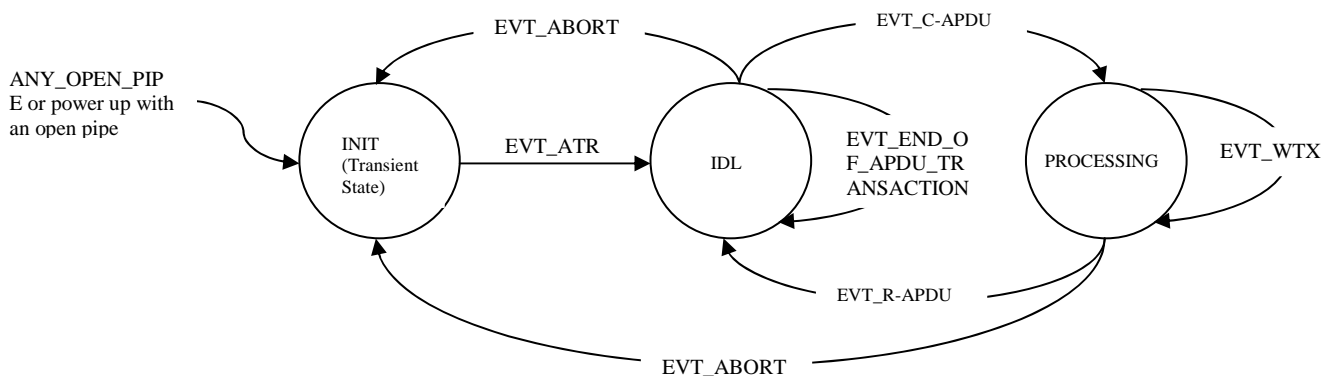 EVT_ABORT
EVT_C-APDU
ANY_OPEN_PIP
E or power up with
an open pipe
INIT
(Transient
State)
EVT_ATR
IDL
EVT_END_O
F_APDU_TR
ANSACTION
PROCESSING
EVT_WTX
EVT_R-APDU
EVT_ABORT